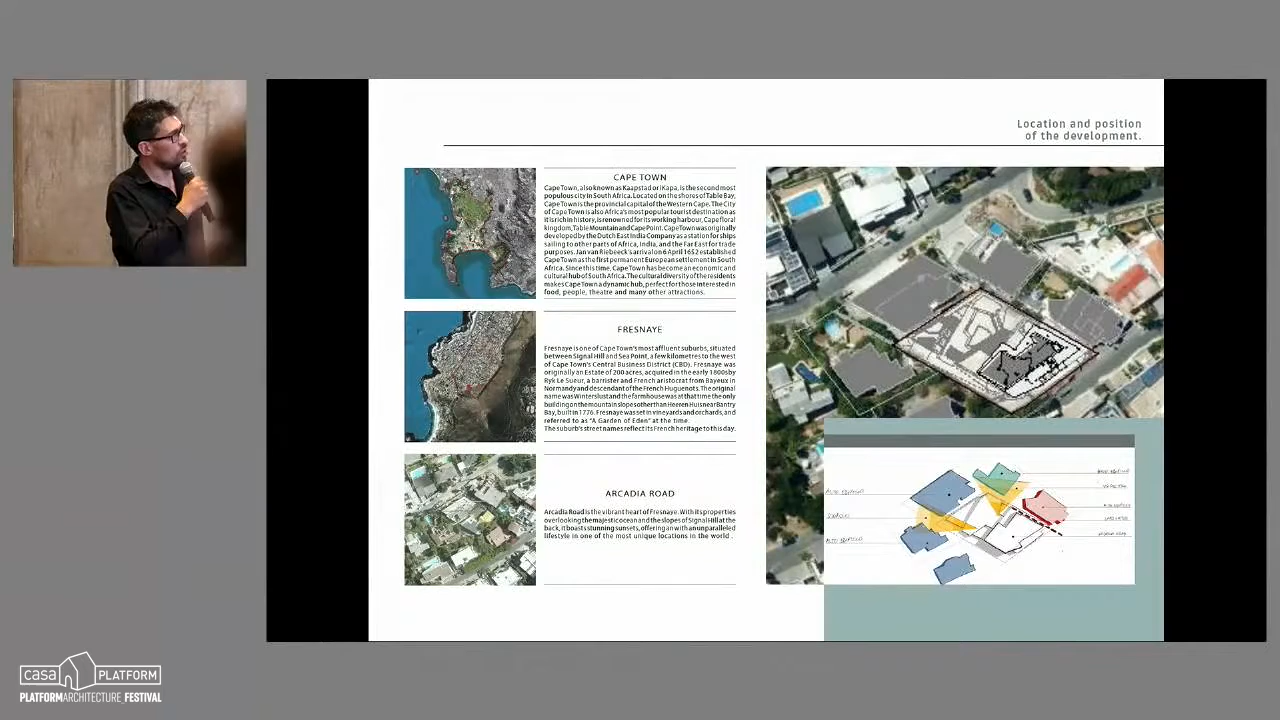 Location and position
of the development.
CAPE TOWN
Cape Town, also known as Kaapstad or iKapa, is the second most
populous city in South Africa. Located on the shores of Table Bay,
Cape Town is the provincial capital of the Western Cape. The City
of Cape Town is also Africa's most popular tourist destination as
it is rich in history, is renowned for its working harbour, Cape floral
kingdom, Table Mountain and Cape Point. Cape Town was originally
developed by the Dutch East India Company as a station for ships
sailing to other parts of Africa, India, and the Far East for trade
purposes. Jan van Riebeeck's arrival on 6 April 1652 established
Cape Town as the first permanent European settlement in South
Africa. Since this time, Cape Town has become an economic and
cultural hub of South Africa. The cultural diversity of the residents
makes Cape Town a dynamic hub, perfect for those interested in
food, people, theatre and many other attractions.
FRESNAYE
Fresnaye is one of Cape Town's most affluent suburbs, situated
between Signal Hill and Sea Point, a few kilometres to the west
of Cape Town's Central Business District (CBD). Fresnaye was
originally an Estate of 200 acres, acquired in the early 1800s by
Ryk Le Sueur, a barrister and French aristocrat from Bayeux in
Normandy and descendant of the French Huguenots. The original
name was Winterslust and the farmhouse was at that time the only
building on the mountain slopes other than Heeren Huis near Bantry
Bay, built in 1776. Fresnaye was set in vineyards and orchards, and
referred to as "A Garden of Eden" at the time.
The suburb's street names reflect its French heritage to this day.
ARCADIA ROAD
Arcadia Road is the vibrant heart of Fresnaye. With its properties
overlooking the majestic ocean and the slopes of Signal Hill at the
back, it boasts stunning sunsets, offering an with an unparalleled
lifestyle in one of the most unique locations in the world .
casa PLATFORM
PLATFORMARCHITECTURE_FESTIVAL